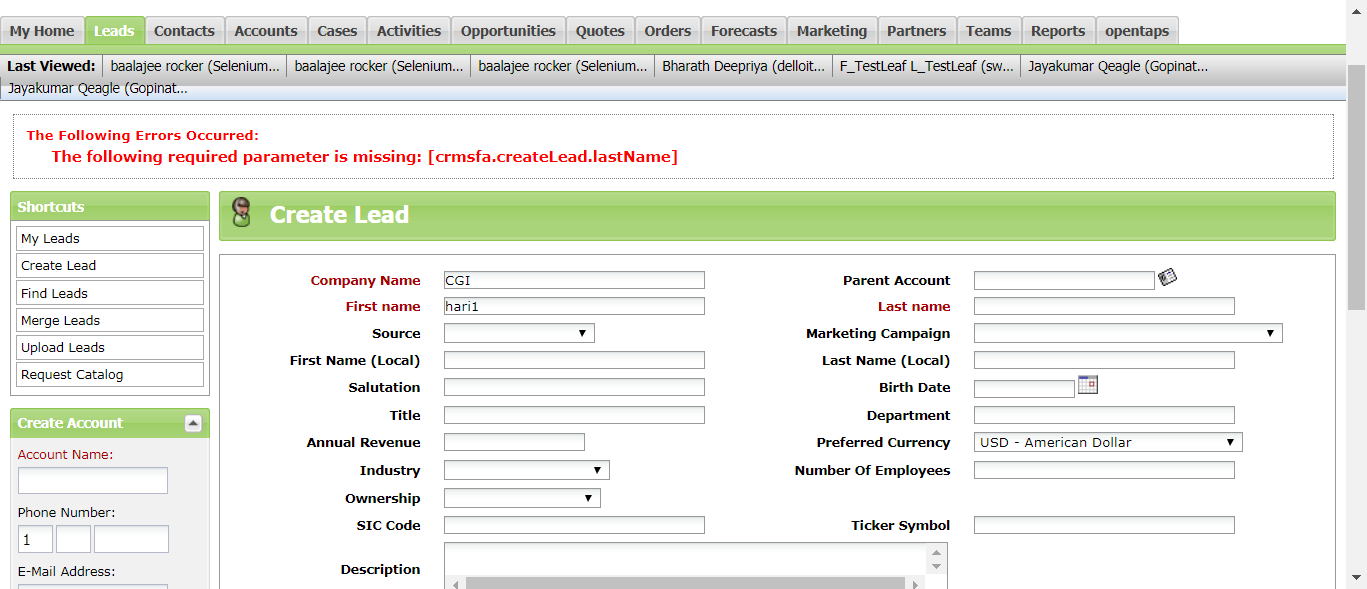 My Home Leads Contacts Accounts Cases Activities Opportunities Quotes Orders Forecasts Marketing Partners Teams Reports opentaps
Last Viewed: baalajee rocker (Selenium... baalajee rocker (Selenium... baalajee rocker (Selenium... Bharath Deepriya (delloit... F_TestLeaf L_TestLeaf (sw... Jayakumar Qeagle (Gopinat...
Jayakumar Qeagle (Gopinat...
The Following Errors Occurred:
The following required parameter is missing: [crmsfa.createLead.lastName]
Shortcuts
My Leads
Create Lead
Find Leads
Merge Leads
Upload Leads
Request Catalog
Create Account
Account Name:
Phone Number:
1
E-Mail Address:
Create Lead
Company Name CGI Parent Account
First name hari1 Last name
Source Marketing Campaign
First Name (Local) Last Name (Local)
Salutation Birth Date
Title Department
Annual Revenue Preferred Currency USD - American Dollar
Industry Number Of Employees
Ownership
SIC Code Ticker Symbol
Description